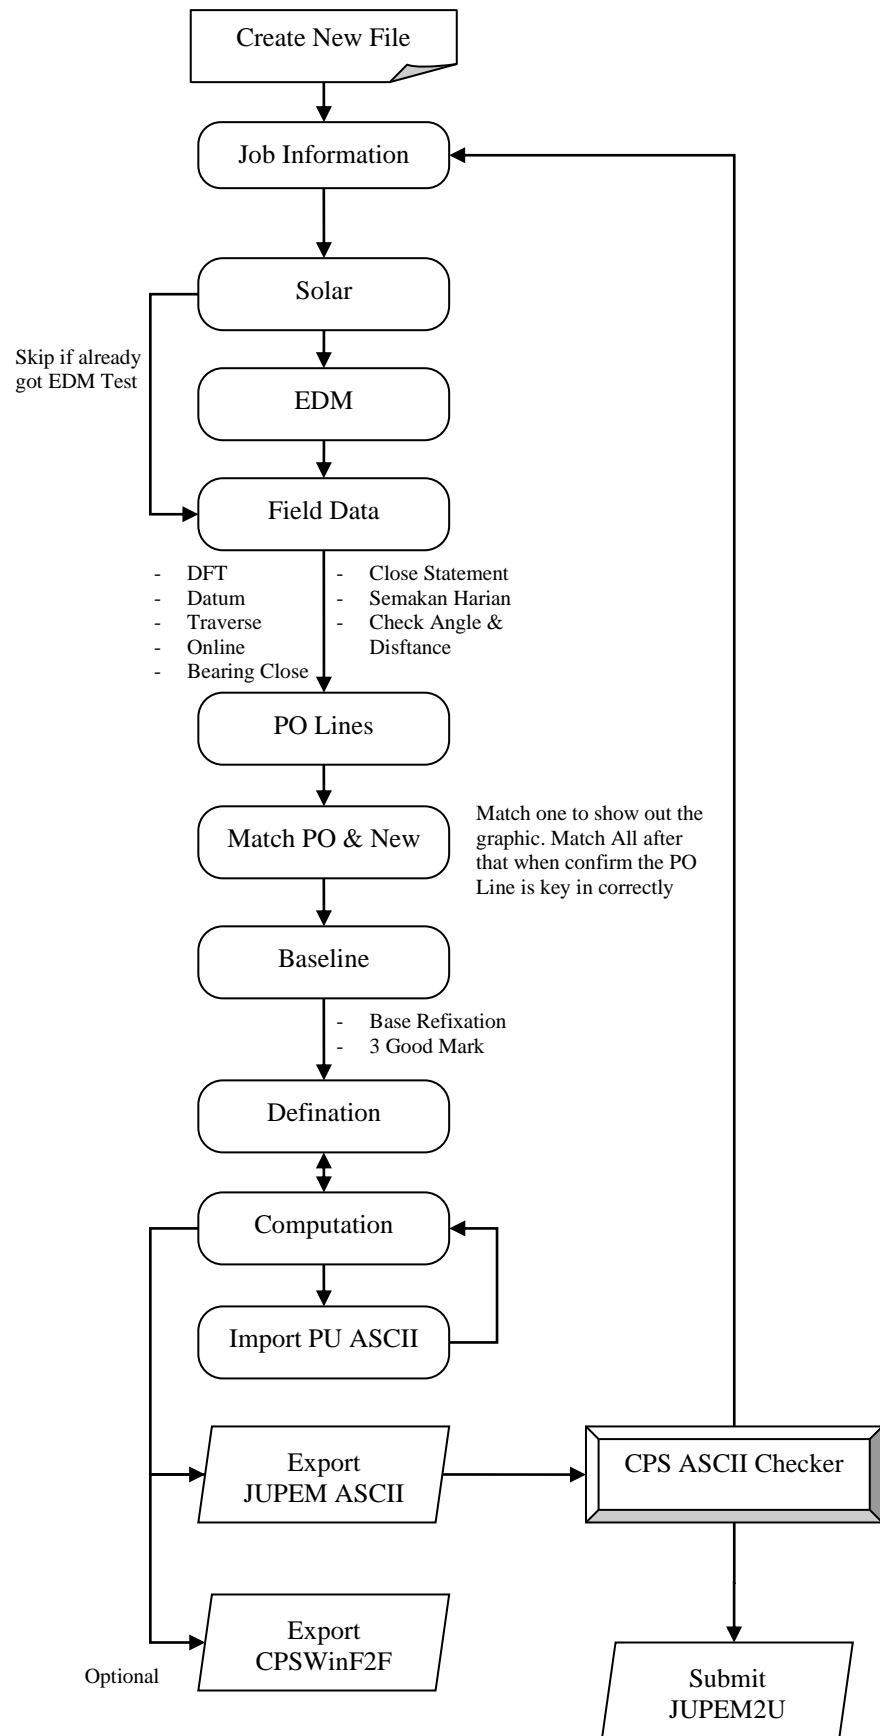 Create New File
Job Information
Solar
Skip if already
got EDM Test
EDM
Field Data
- DFT
- Datum
- Traverse
- Online
- Bearing Close
- Close Statement
- Semakan Harian
- Check Angle &
Disftance
PO Lines
Match PO & New
Match one to show out the
graphic. Match All after
that when confirm the PO
Line is key in correctly
Baseline
- Base Refixation
- 3 Good Mark
Defination
Computation
Import PU ASCII
Export
JUPEM ASCII
CPS ASCII Checker
Export
CPSWinF2F
Optional
Submit
JUPEM2U